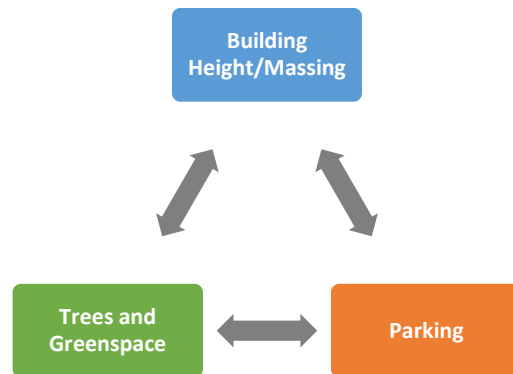 Building
Height/Massing
Trees and
Greenspace
Parking